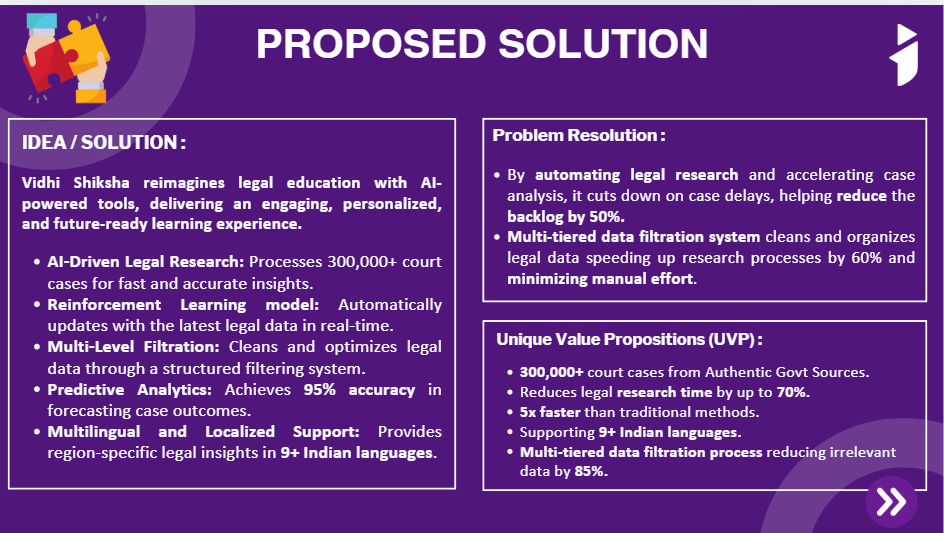 PROPOSED SOLUTION
IDEA / SOLUTION :
Vidhi Shiksha reimagines legal education with AI-
powered tools, delivering an engaging, personalized,
and future-ready learning experience.
• AI-Driven Legal Research: Processes 300,000+ court
cases for fast and accurate insights.
• Reinforcement Learning model: Automatically
updates with the latest legal data in real-time.
• Multi-Level Filtration: Cleans and optimizes legal
data through a structured filtering system.
• Predictive Analytics: Achieves 95% accuracy in
forecasting case outcomes.
• Multilingual and Localized Support: Provides
region-specific legal insights in 9+ Indian languages.
Problem Resolution :
• By automating legal research and accelerating case
analysis, it cuts down on case delays, helping reduce the
backlog by 50%.
• Multi-tiered data filtration system cleans and organizes
legal data speeding up research processes by 60% and
minimizing manual effort.
Unique Value Propositions (UVP) :
• 300,000+ court cases from Authentic Govt Sources.
• Reduces legal research time by up to 70%.
• 5x faster than traditional methods.
• Supporting 9+ Indian languages.
• Multi-tiered data filtration process reducing irrelevant
data by 85%.